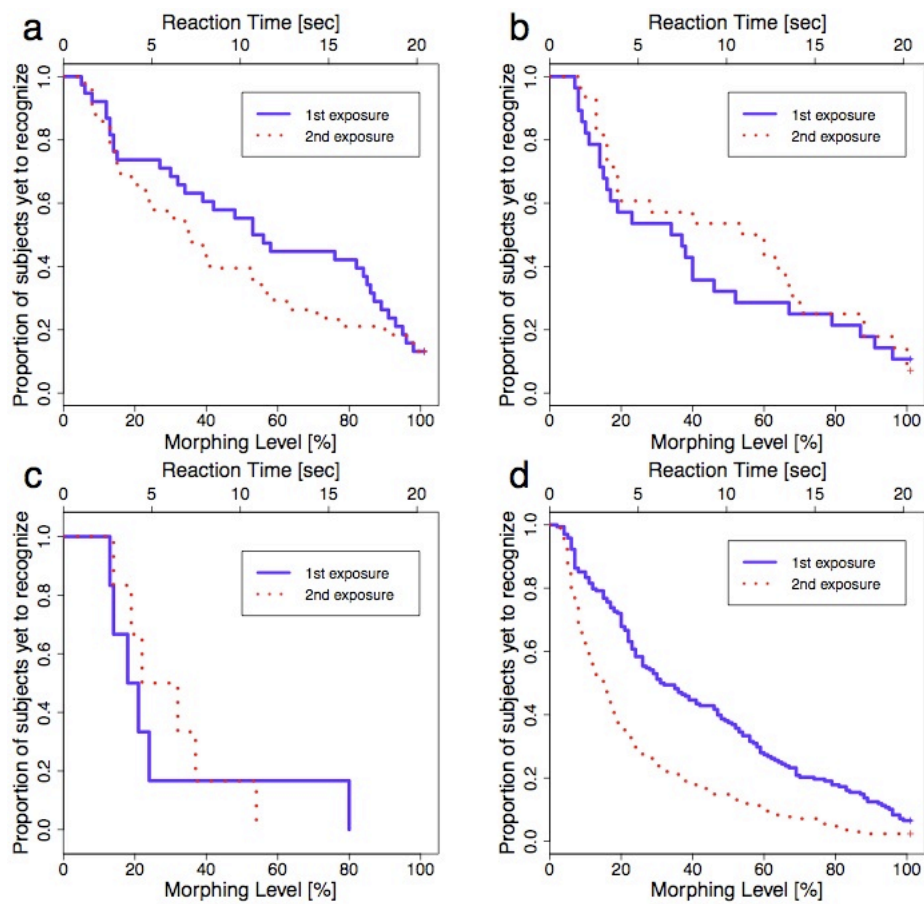 a
Reaction Time [sec]
0 5 10 15 20
Proportion of subjects yet to recognize
0.0 0.2 0.4 0.6 0.8 1.0
1st exposure
2nd exposure
0 20 40 60 80 100
Morphing Level [%]
b
Reaction Time [sec]
0 5 10 15 20
Proportion of subjects yet to recognize
0.0 0.2 0.4 0.6 0.8 1.0
1st exposure
2nd exposure
0 20 40 60 80 100
Morphing Level [%]
c
Reaction Time [sec]
0 5 10 15 20
Proportion of subjects yet to recognize
0.0 0.2 0.4 0.6 0.8 1.0
1st exposure
2nd exposure
0 20 40 60 80 100
Morphing Level [%]
d
Reaction Time [sec]
0 5 10 15 20
Proportion of subjects yet to recognize
0.0 0.2 0.4 0.6 0.8 1.0
1st exposure
2nd exposure
0 20 40 60 80 100
Morphing Level [%]